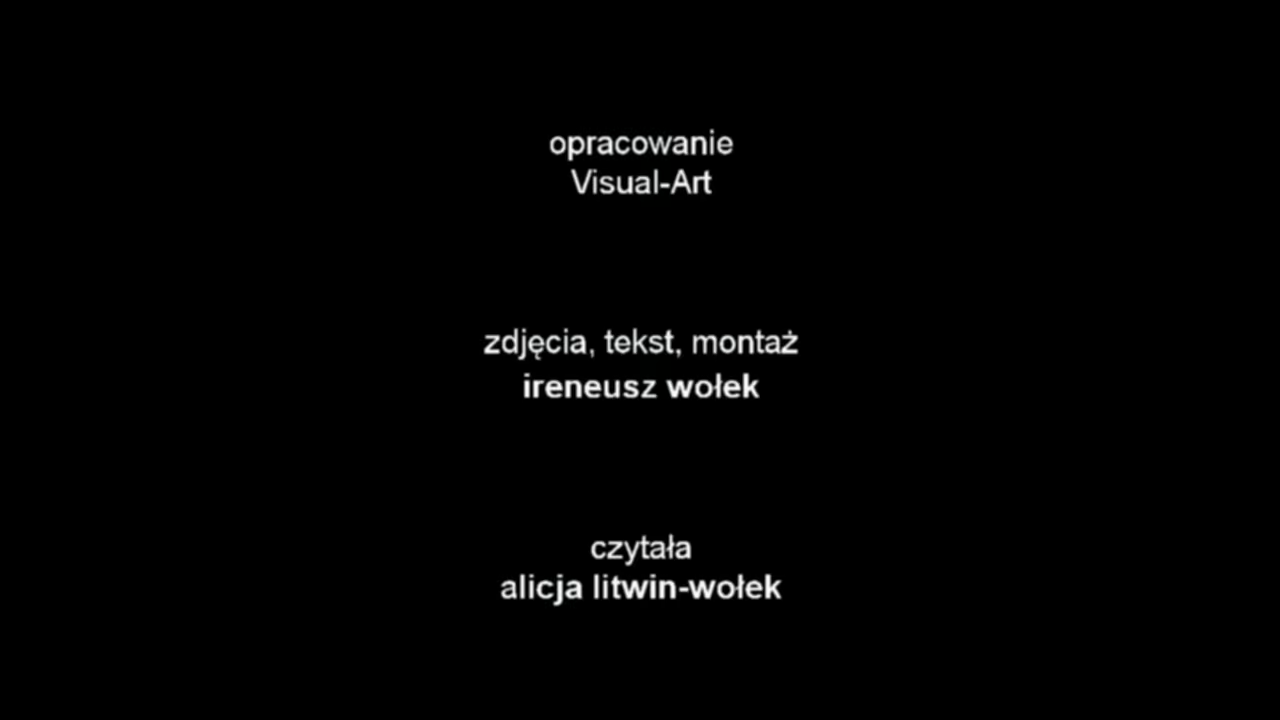 opracowanie
Visual-Art
zdjęcia, tekst, montaż
ireneusz wołek
czytała
alicja litwin-wołek